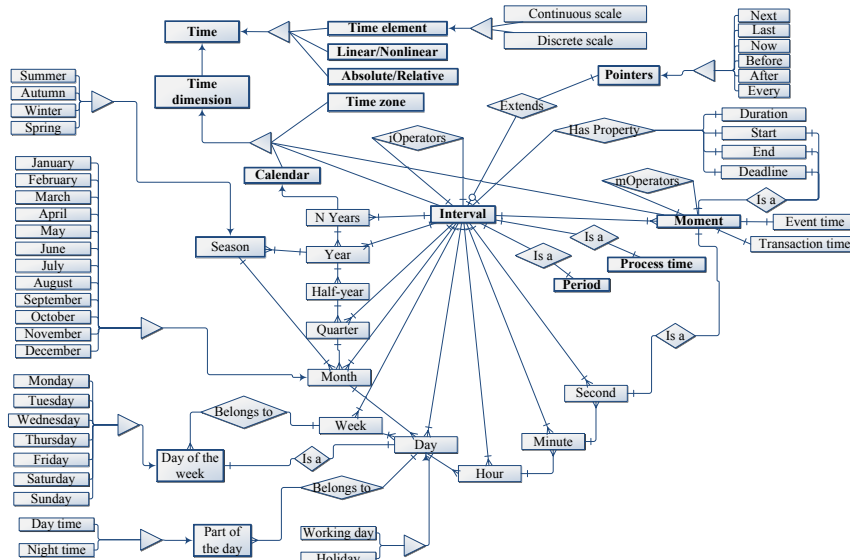 Time
Time element
Continuous scale
Discrete scale
Linear/Nonlinear
Absolute/Relative
Time
dimension
Time zone
Calendar
Pointers
Next
Last
Now
Before
After
Every
Extends
iOperators
Has Property
Duration
Start
End
Deadline
mOperators
Is a
Summer
Autumn
Winter
Spring
January
February
March
April
May
June
July
August
September
October
November
December
Season
N Years
Year
Half-year
Quarter
Month
Interval
Moment
Event time
Transaction time
Is a
Process time
Is a
Period
Is a
Second
Minute
Hour
Day
Week
Belongs to
Monday
Tuesday
Wednesday
Thursday
Friday
Saturday
Sunday
Day of the
week
Is a
Belongs to
Day time
Night time
Part of
the day
Working day
Holiday